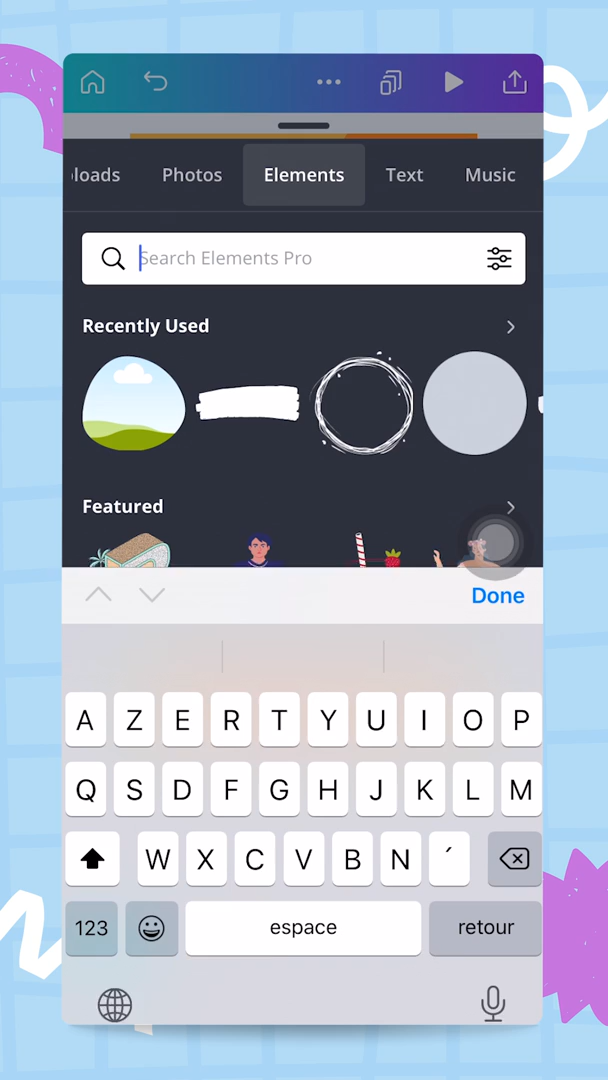 loads Photos Elements Text Music
Search Elements Pro
Recently Used
Featured
Done
A Z E R T Y U I O P
Q S D F G H J K L M
W X C V B N ´
123 espace retour